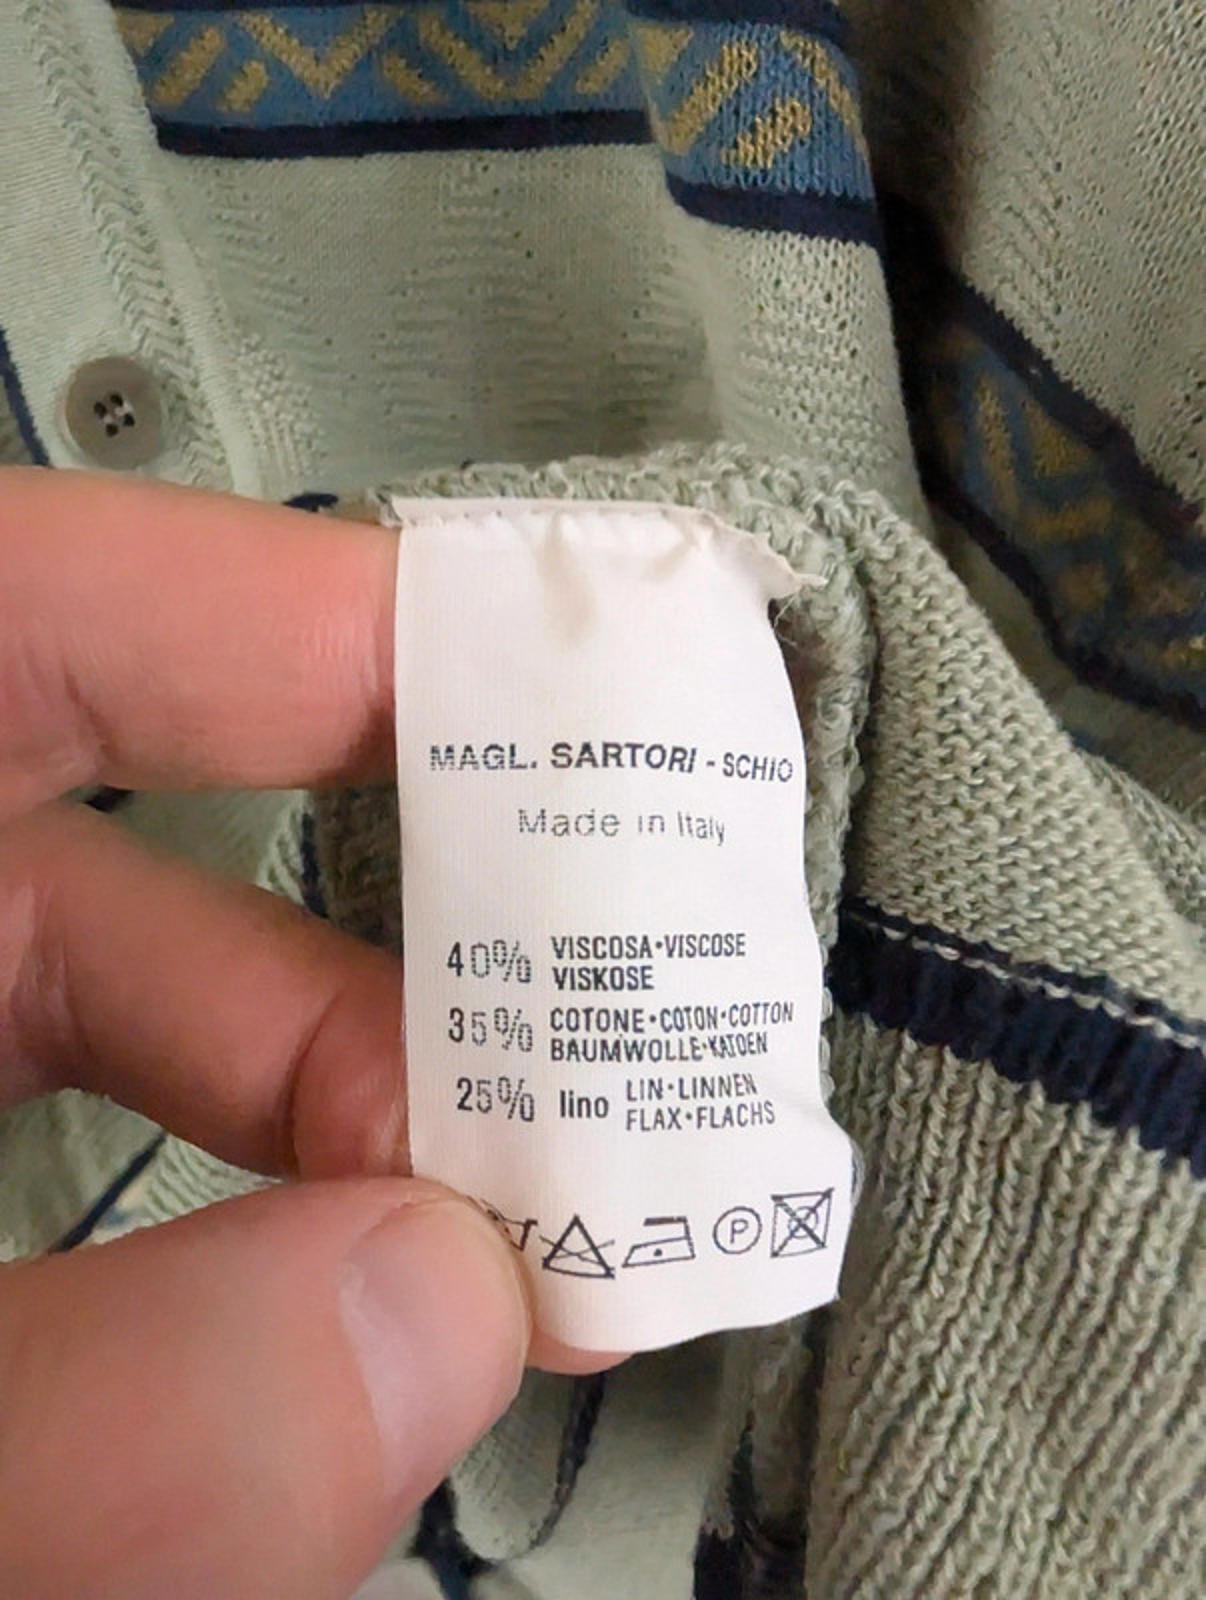 MAGL. SARTORI - SCHIO
Made in Italy
40% VISCOSA•VISCOSE
VISKOSE
35% COTONE•COTON•COTTON
BAUMWOLLE•KATOEN
25% lino LIN•LINNEN
FLAX•FLACHS
P